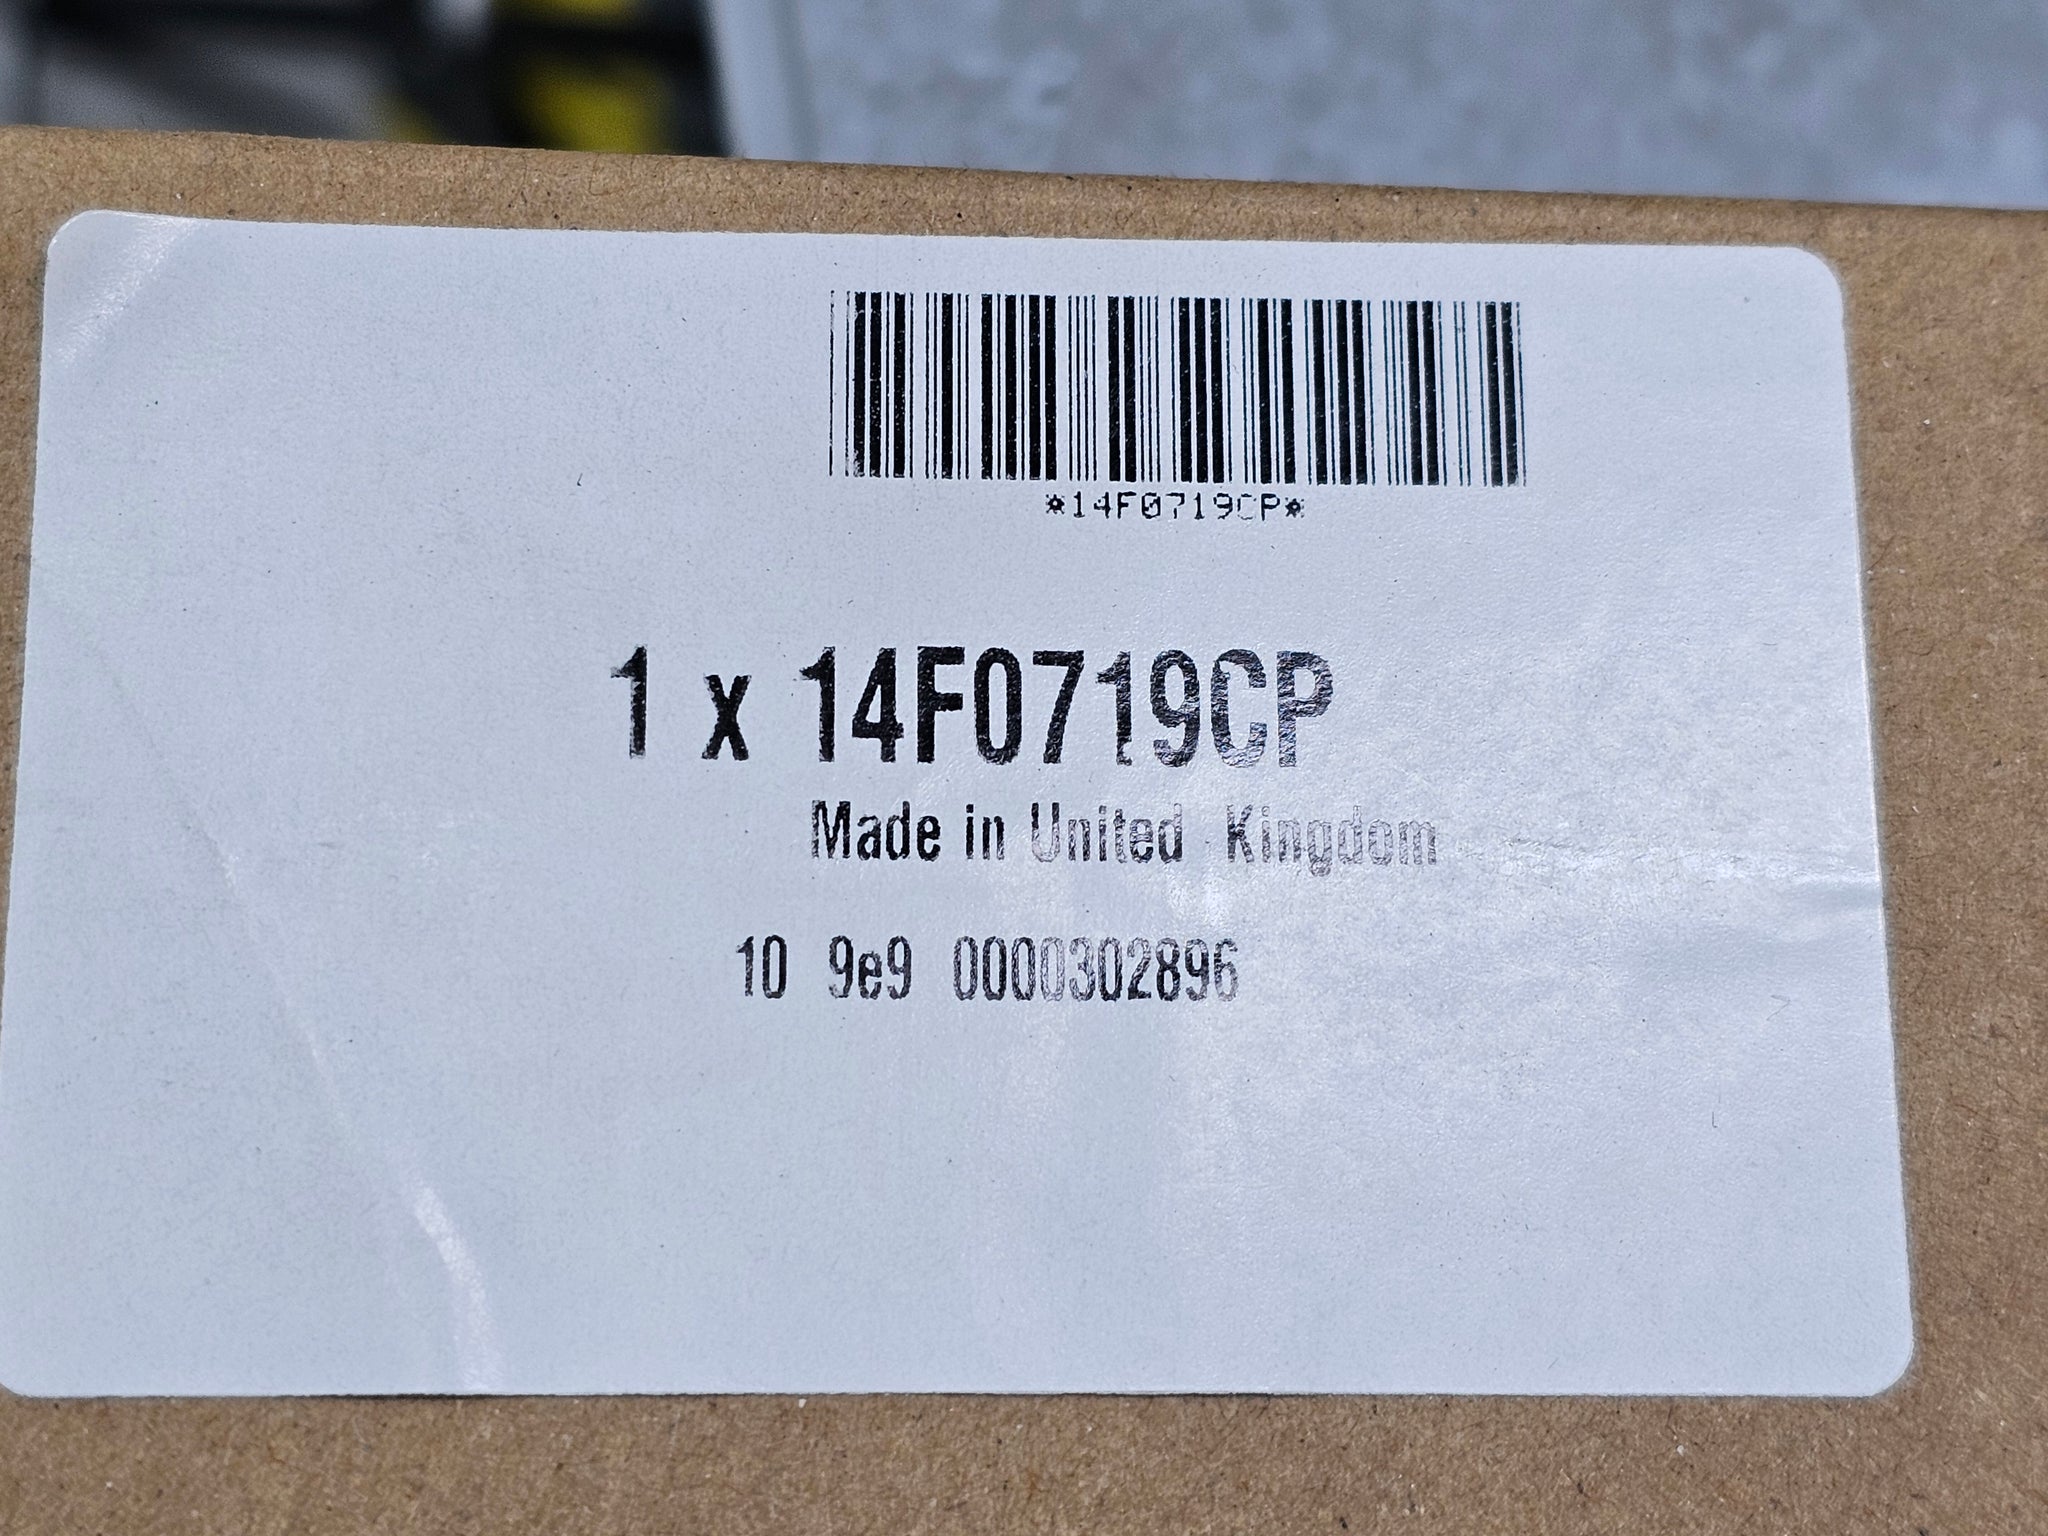 *14F0719CP*
1 x 14F0719CP
Made in United Kingdom
10 9e9 0000302896